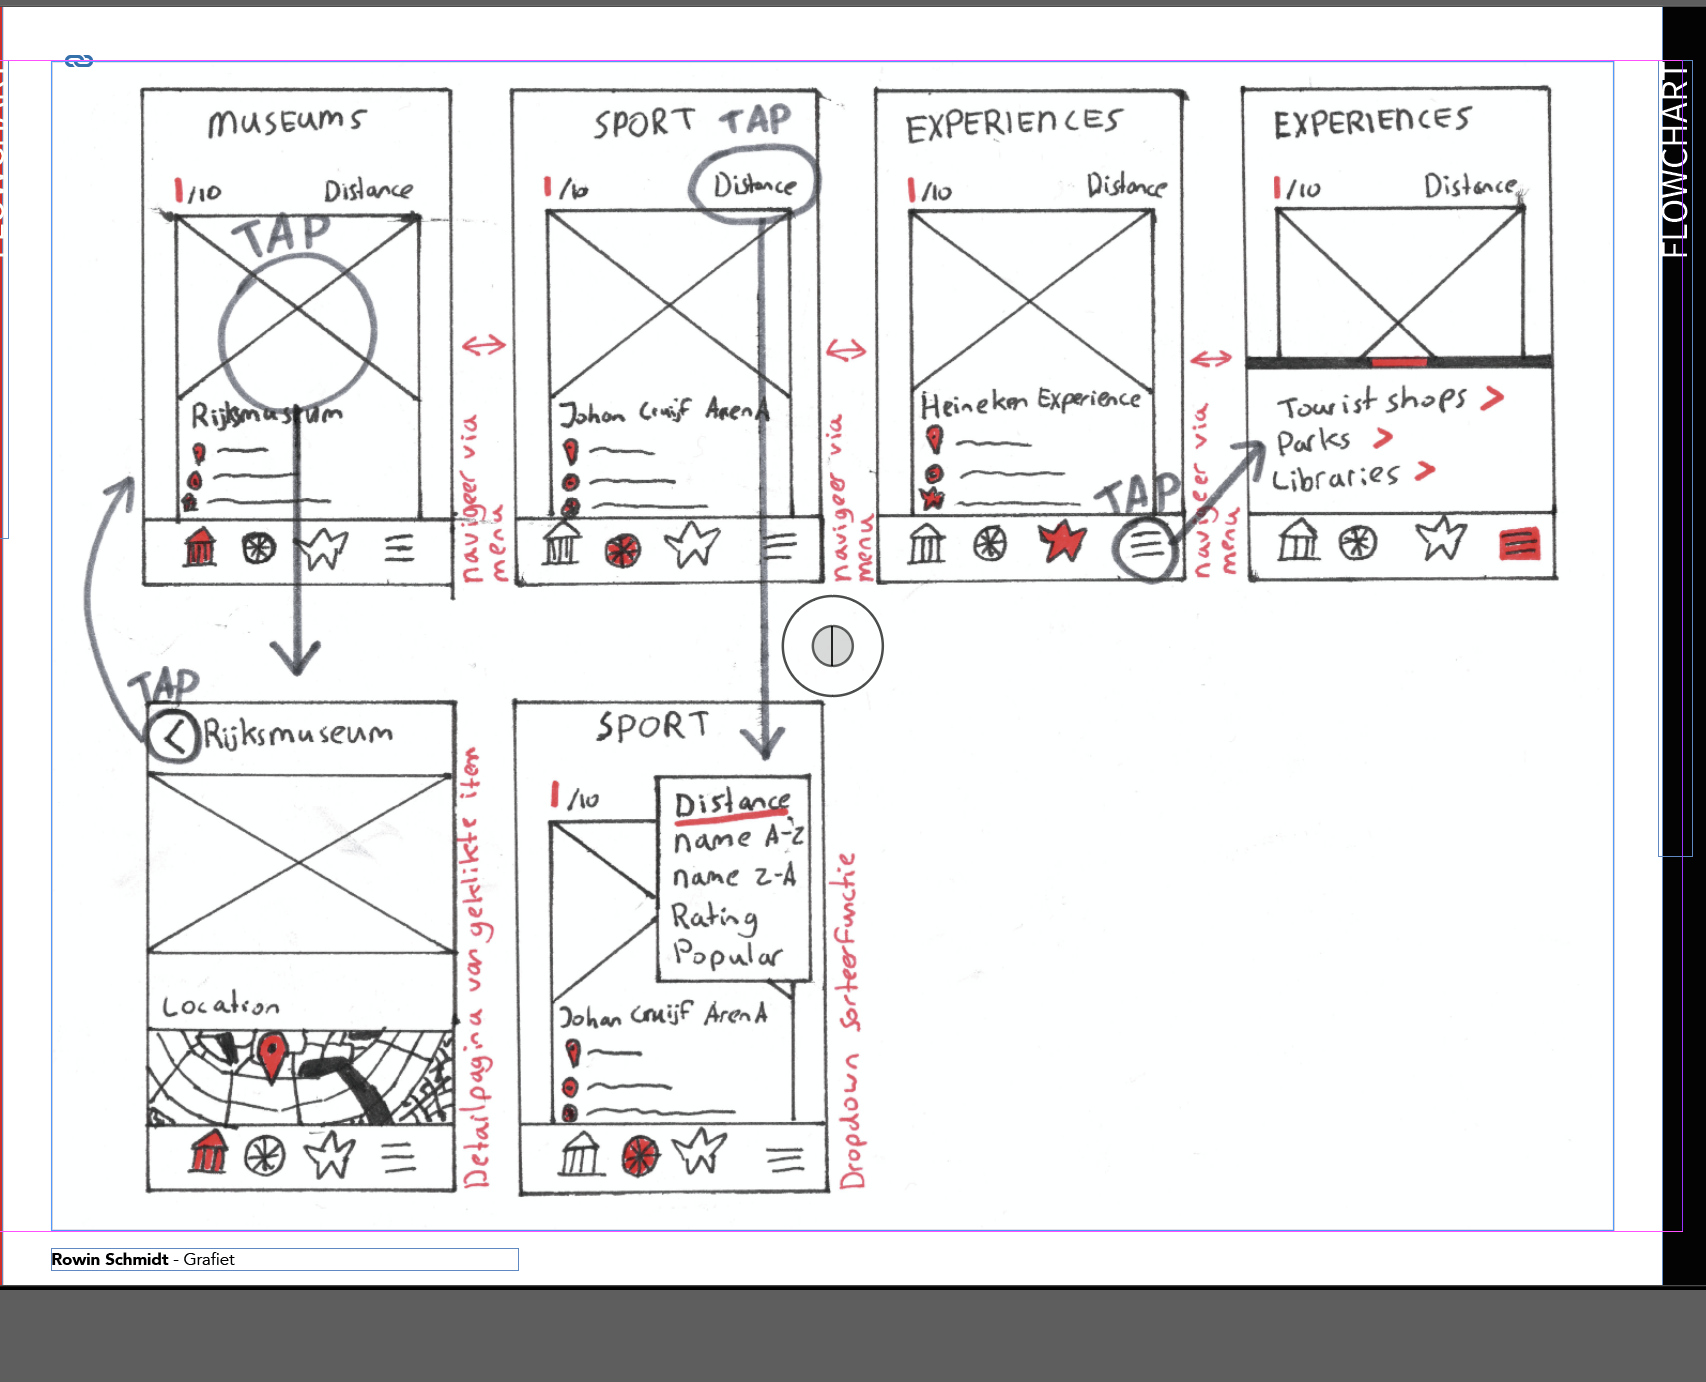 FLOWCHART
MUSEUMS
1/10
Distance
TAP
Rijksmuseum
navigeer via
menu
SPORT
TAP
1/10
Distance
Johan Cruijf ArenA
navigeer via
menu
EXPERIENCES
1/10
Distance
Heineken Experience
TAP
navigeer via
menu
EXPERIENCES
1/10
Distance
Tourist shops >
Parks >
Libraries >
TAP
< Rijksmuseum
Location
Detailpagina van geklikte item
SPORT
1/10
Distance
name A-Z
name Z-A
Rating
Popular
Johan Cruijf ArenA
Dropdown sorteerfunctie
Rowin Schmidt - Grafiet